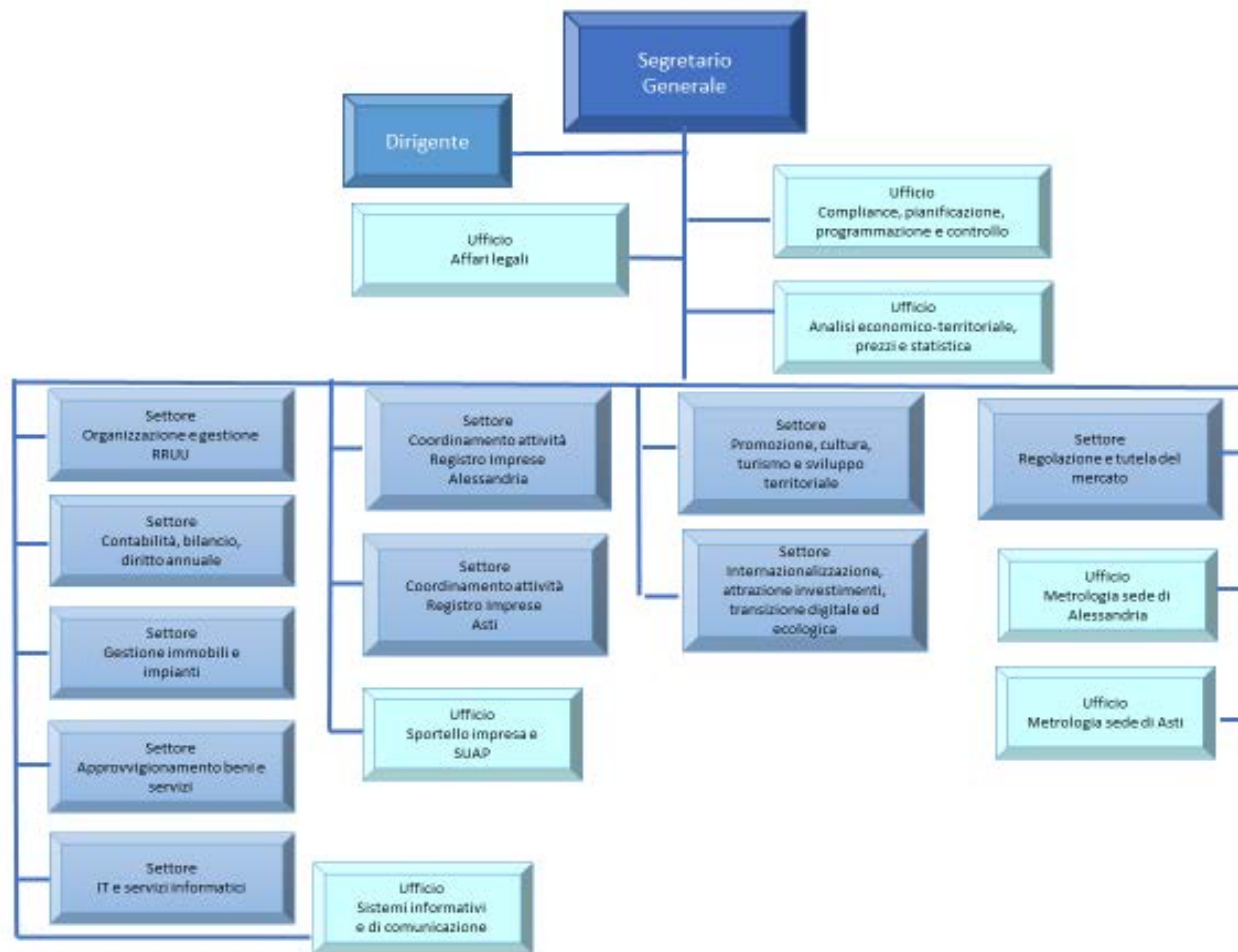 Segretario
Generale
Dirigente
Ufficio
Compliance, pianificazione,
programmazione e controllo
Ufficio
Affari legali
Ufficio
Analisi economico-territoriale,
prezzi e statistica
Settore
Organizzazione e gestione
RRUU
Settore
Contabilità, bilancio,
diritto annuale
Settore
Gestione immobili e
impianti
Settore
Approvvigionamento beni e
servizi
Settore
IT e servizi informatici
Ufficio
Sistemi informativi
e di comunicazione
Settore
Coordinamento attività
Registro Imprese
Alessandria
Settore
Coordinamento attività
Registro Imprese
Asti
Ufficio
Sportello impresa e
SUAP
Settore
Promozione, cultura,
turismo e sviluppo
territoriale
Settore
Internazionalizzazione,
attrazione investimenti,
transizione digitale ed
ecologica
Settore
Regolazione e tutela del
mercato
Ufficio
Metrologia sede di
Alessandria
Ufficio
Metrologia sede di Asti